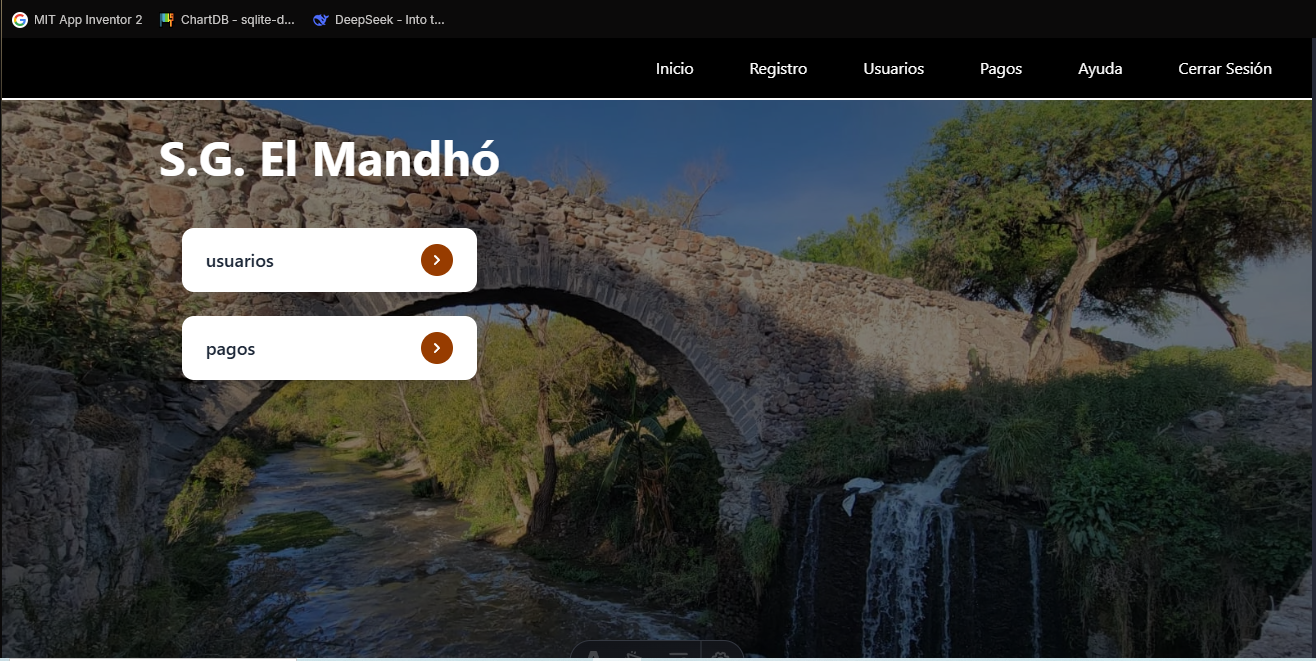 MIT App Inventor 2 ChartDB - sqlite-d... DeepSeek - Into t...
Inicio Registro Usuarios Pagos Ayuda Cerrar Sesión
S.G. El Mandhó
usuarios
pagos